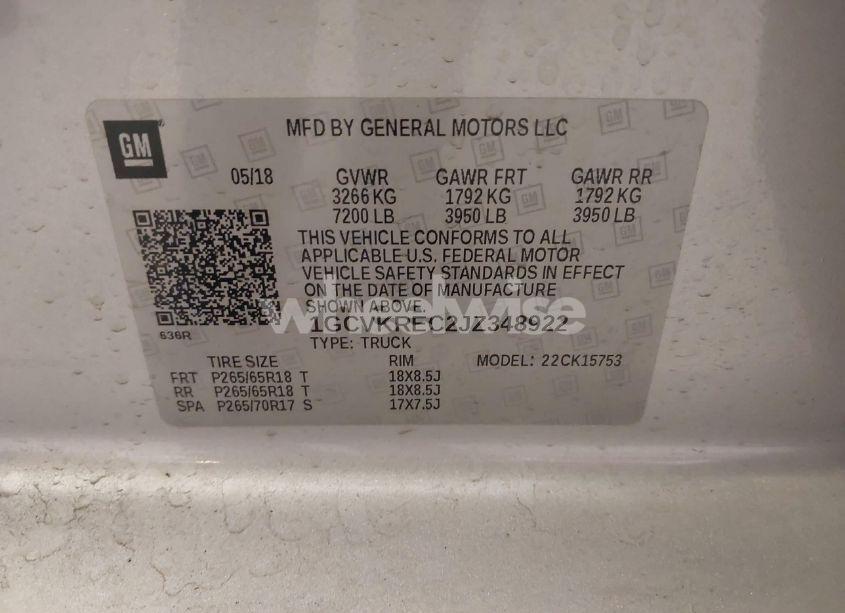 GM
MFD BY GENERAL MOTORS LLC
05/18 GVWR GAWR FRT GAWR RR
3266 KG 1792 KG 1792 KG
7200 LB 3950 LB 3950 LB
THIS VEHICLE CONFORMS TO ALL
APPLICABLE U.S. FEDERAL MOTOR
VEHICLE SAFETY STANDARDS IN EFFECT
ON THE DATE OF MANUFACTURE
SHOWN ABOVE.
1GCVKREC2JZ348922
636R
TYPE: TRUCK
TIRE SIZE RIM MODEL: 22CK15753
FRT P265/65R18 T 18X8.5J
RR P265/65R18 T 18X8.5J
SPA P265/70R17 S 17X7.5J